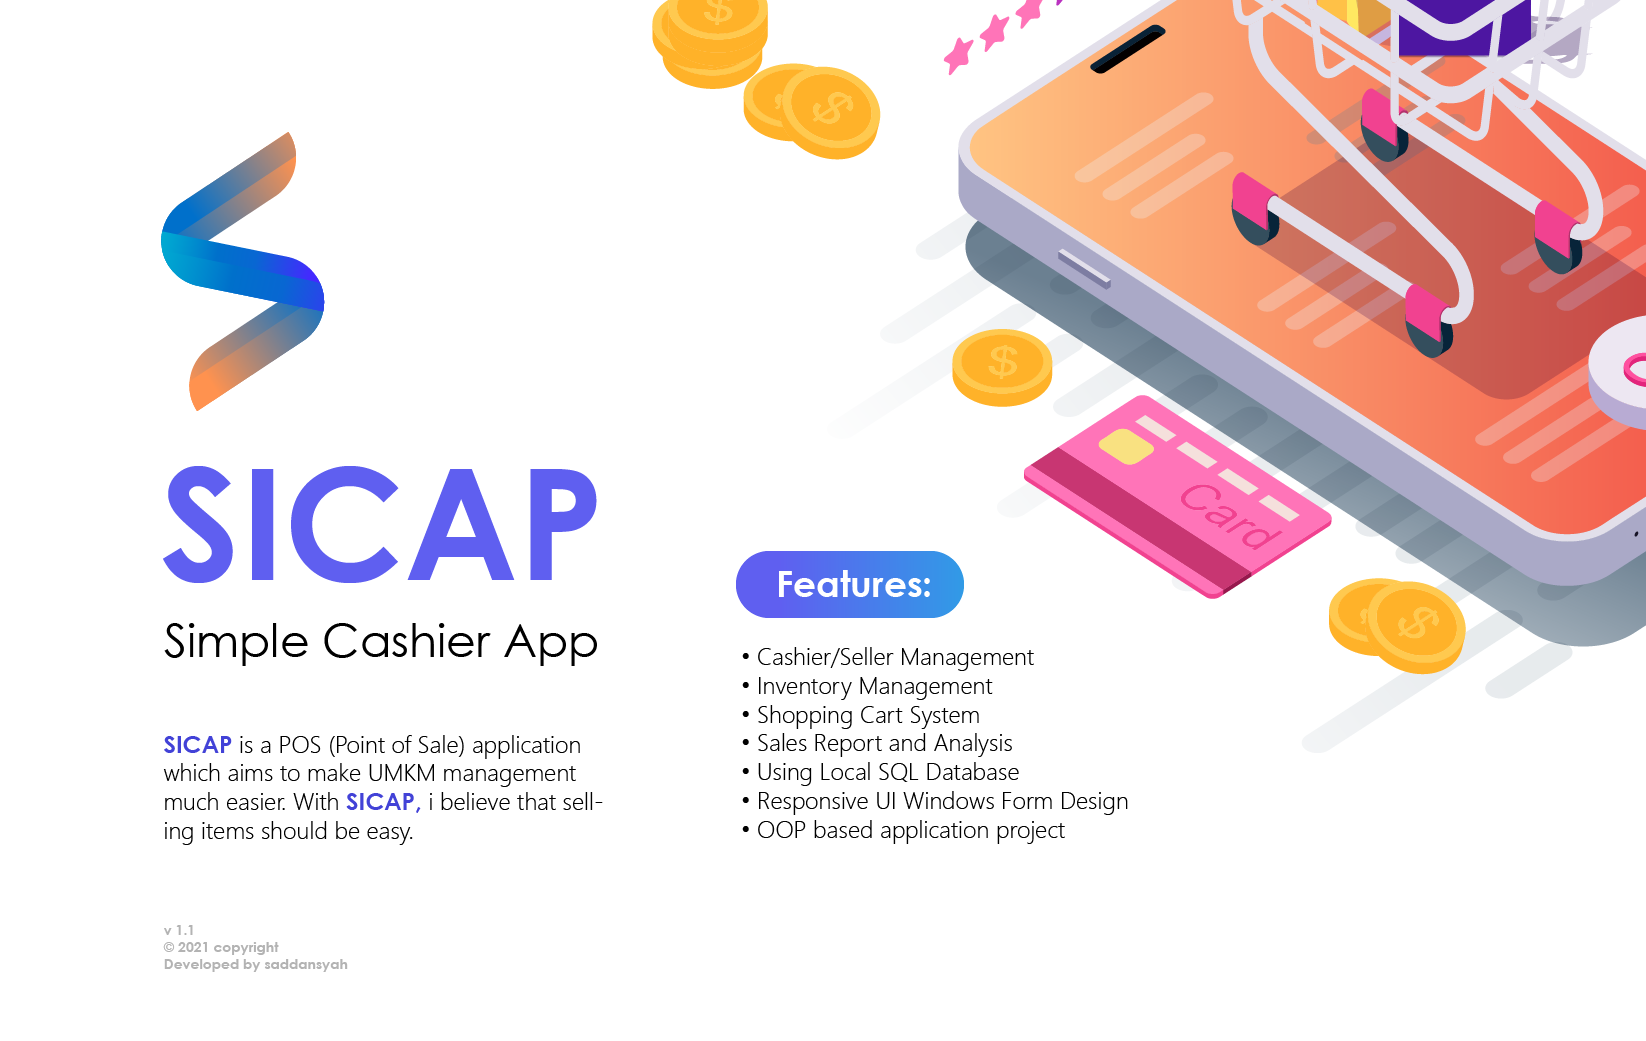 SICAP
Simple Cashier App
SICAP is a POS (Point of Sale) application
which aims to make UMKM management
much easier. With SICAP, i believe that sell-
ing items should be easy.
v 1.1
© 2021 copyright
Developed by saddansyah
Features:
• Cashier/Seller Management
• Inventory Management
• Shopping Cart System
• Sales Report and Analysis
• Using Local SQL Database
• Responsive UI Windows Form Design
• OOP based application project
Card
$
$
$
$